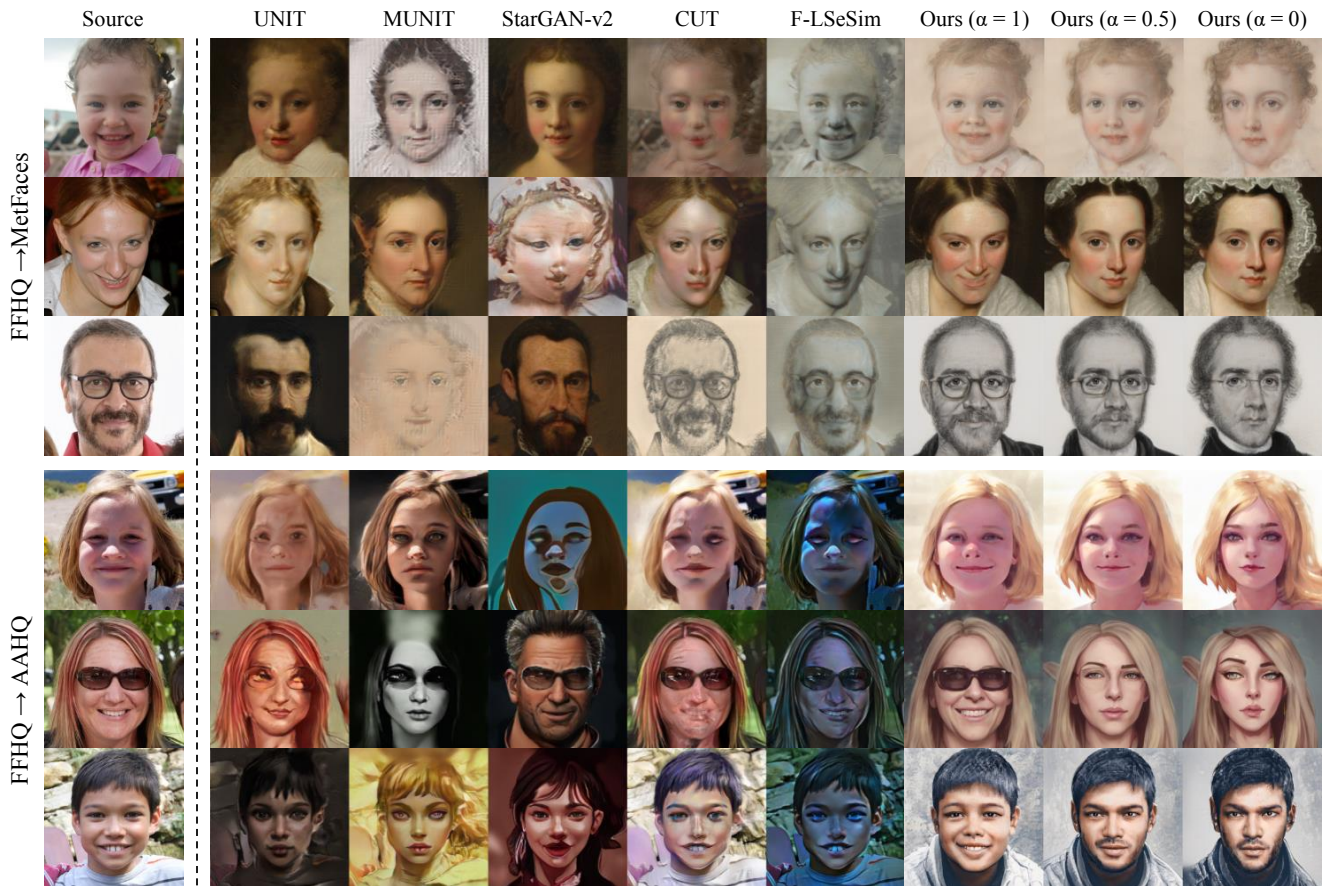 Source UNIT MUNIT StarGAN-v2 CUT F-LSeSim Ours (α = 1) Ours (α = 0.5) Ours (α = 0)
FFHQ →MetFaces
FFHQ → AAHQ